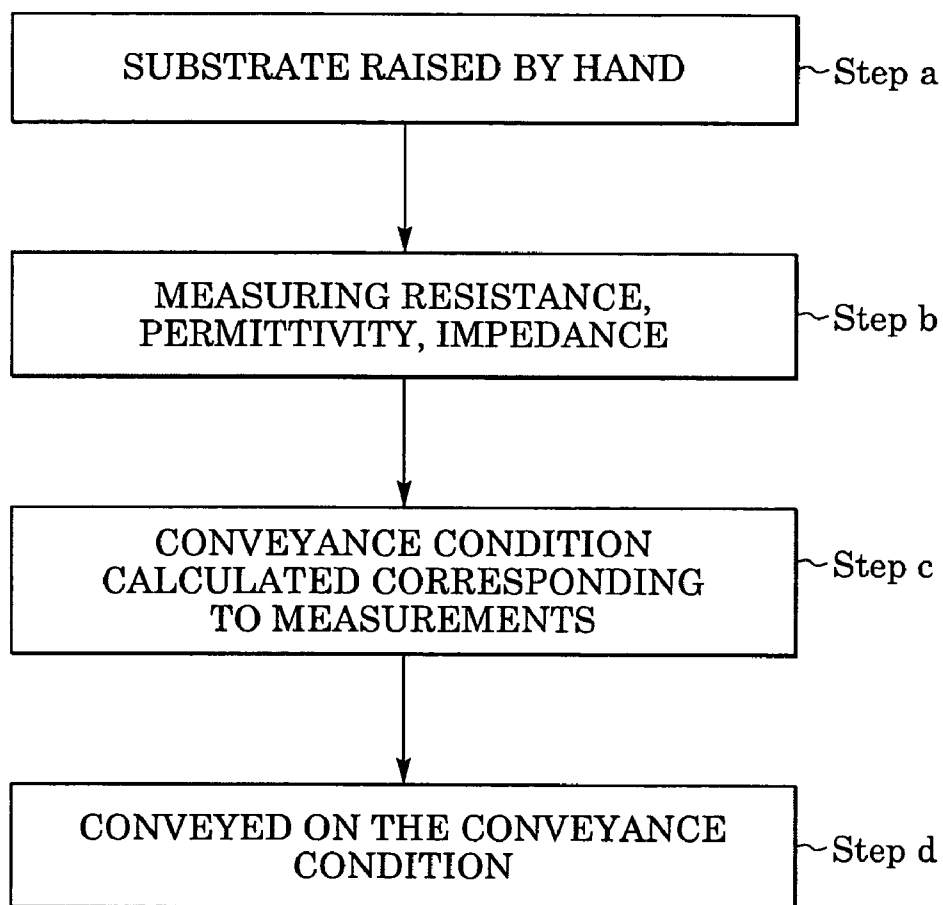 SUBSTRATE RAISED BY HAND
Step a
MEASURING RESISTANCE,
PERMITTIVITY, IMPEDANCE
Step b
CONVEYANCE CONDITION
CALCULATED CORRESPONDING
TO MEASUREMENTS
Step c
CONVEYED ON THE CONVEYANCE
CONDITION
Step d